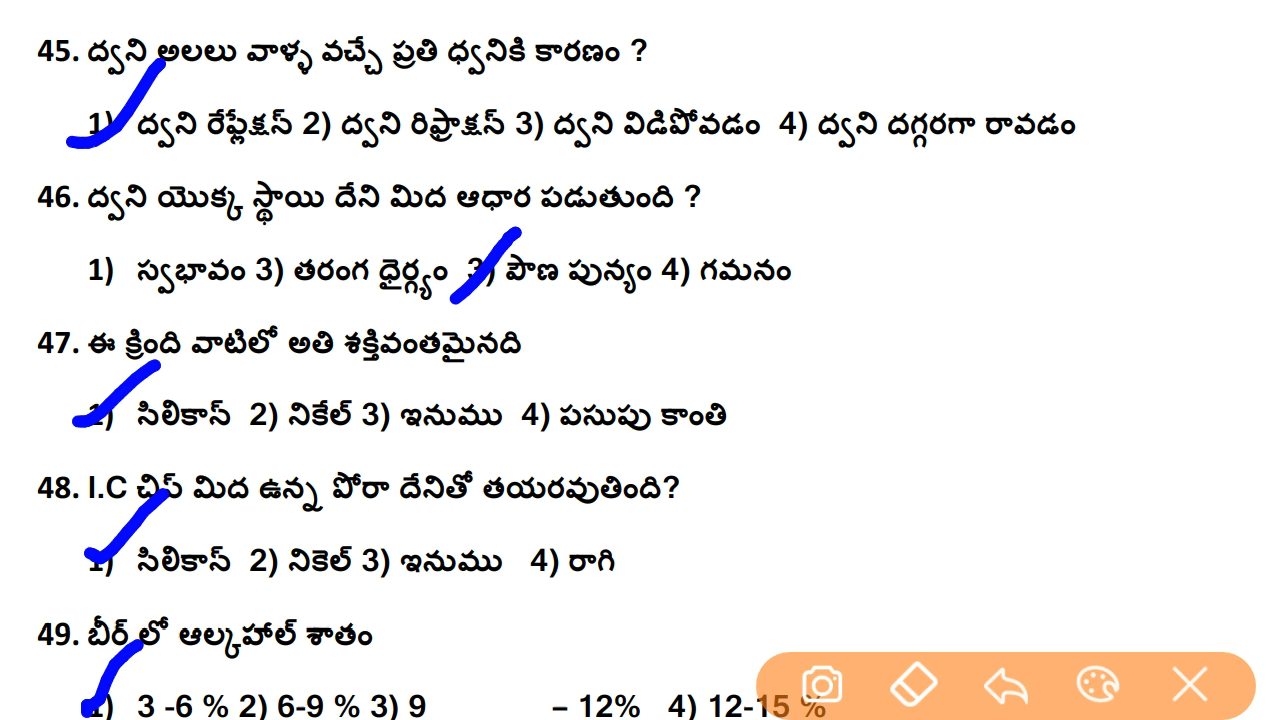 45. ద్వని అలలు వాళ్ళ వచ్చే ప్రతి ధ్వనికి కారణం ?
1) ద్వని రేఫ్లేక్షస్ 2) ద్వని రిఫ్రాక్షస్ 3) ద్వని విడిపోవడం 4) ద్వని దగ్గరగా రావడం
46. ద్వని యొక్క స్థాయి దేని మిద ఆధార పడుతుంది ?
1) స్వభావం 3) తరంగ ధైర్ఘ్యం 3) పౌణ పున్యం 4) గమనం
47. ఈ క్రింది వాటిలో అతి శక్తివంతమైనది
1) సిలికాస్ 2) నికేల్ 3) ఇనుము 4) పసుపు కాంతి
48. I.C చిప్ మిద ఉన్న పోరా దేనితో తయరవుతింది?
1) సిలికాస్ 2) నికెల్ 3) ఇనుము 4) రాగి
49. బీర్ లో ఆల్కహాల్ శాతం
1) 3 -6 % 2) 6-9 % 3) 9 – 12% 4) 12-15 %